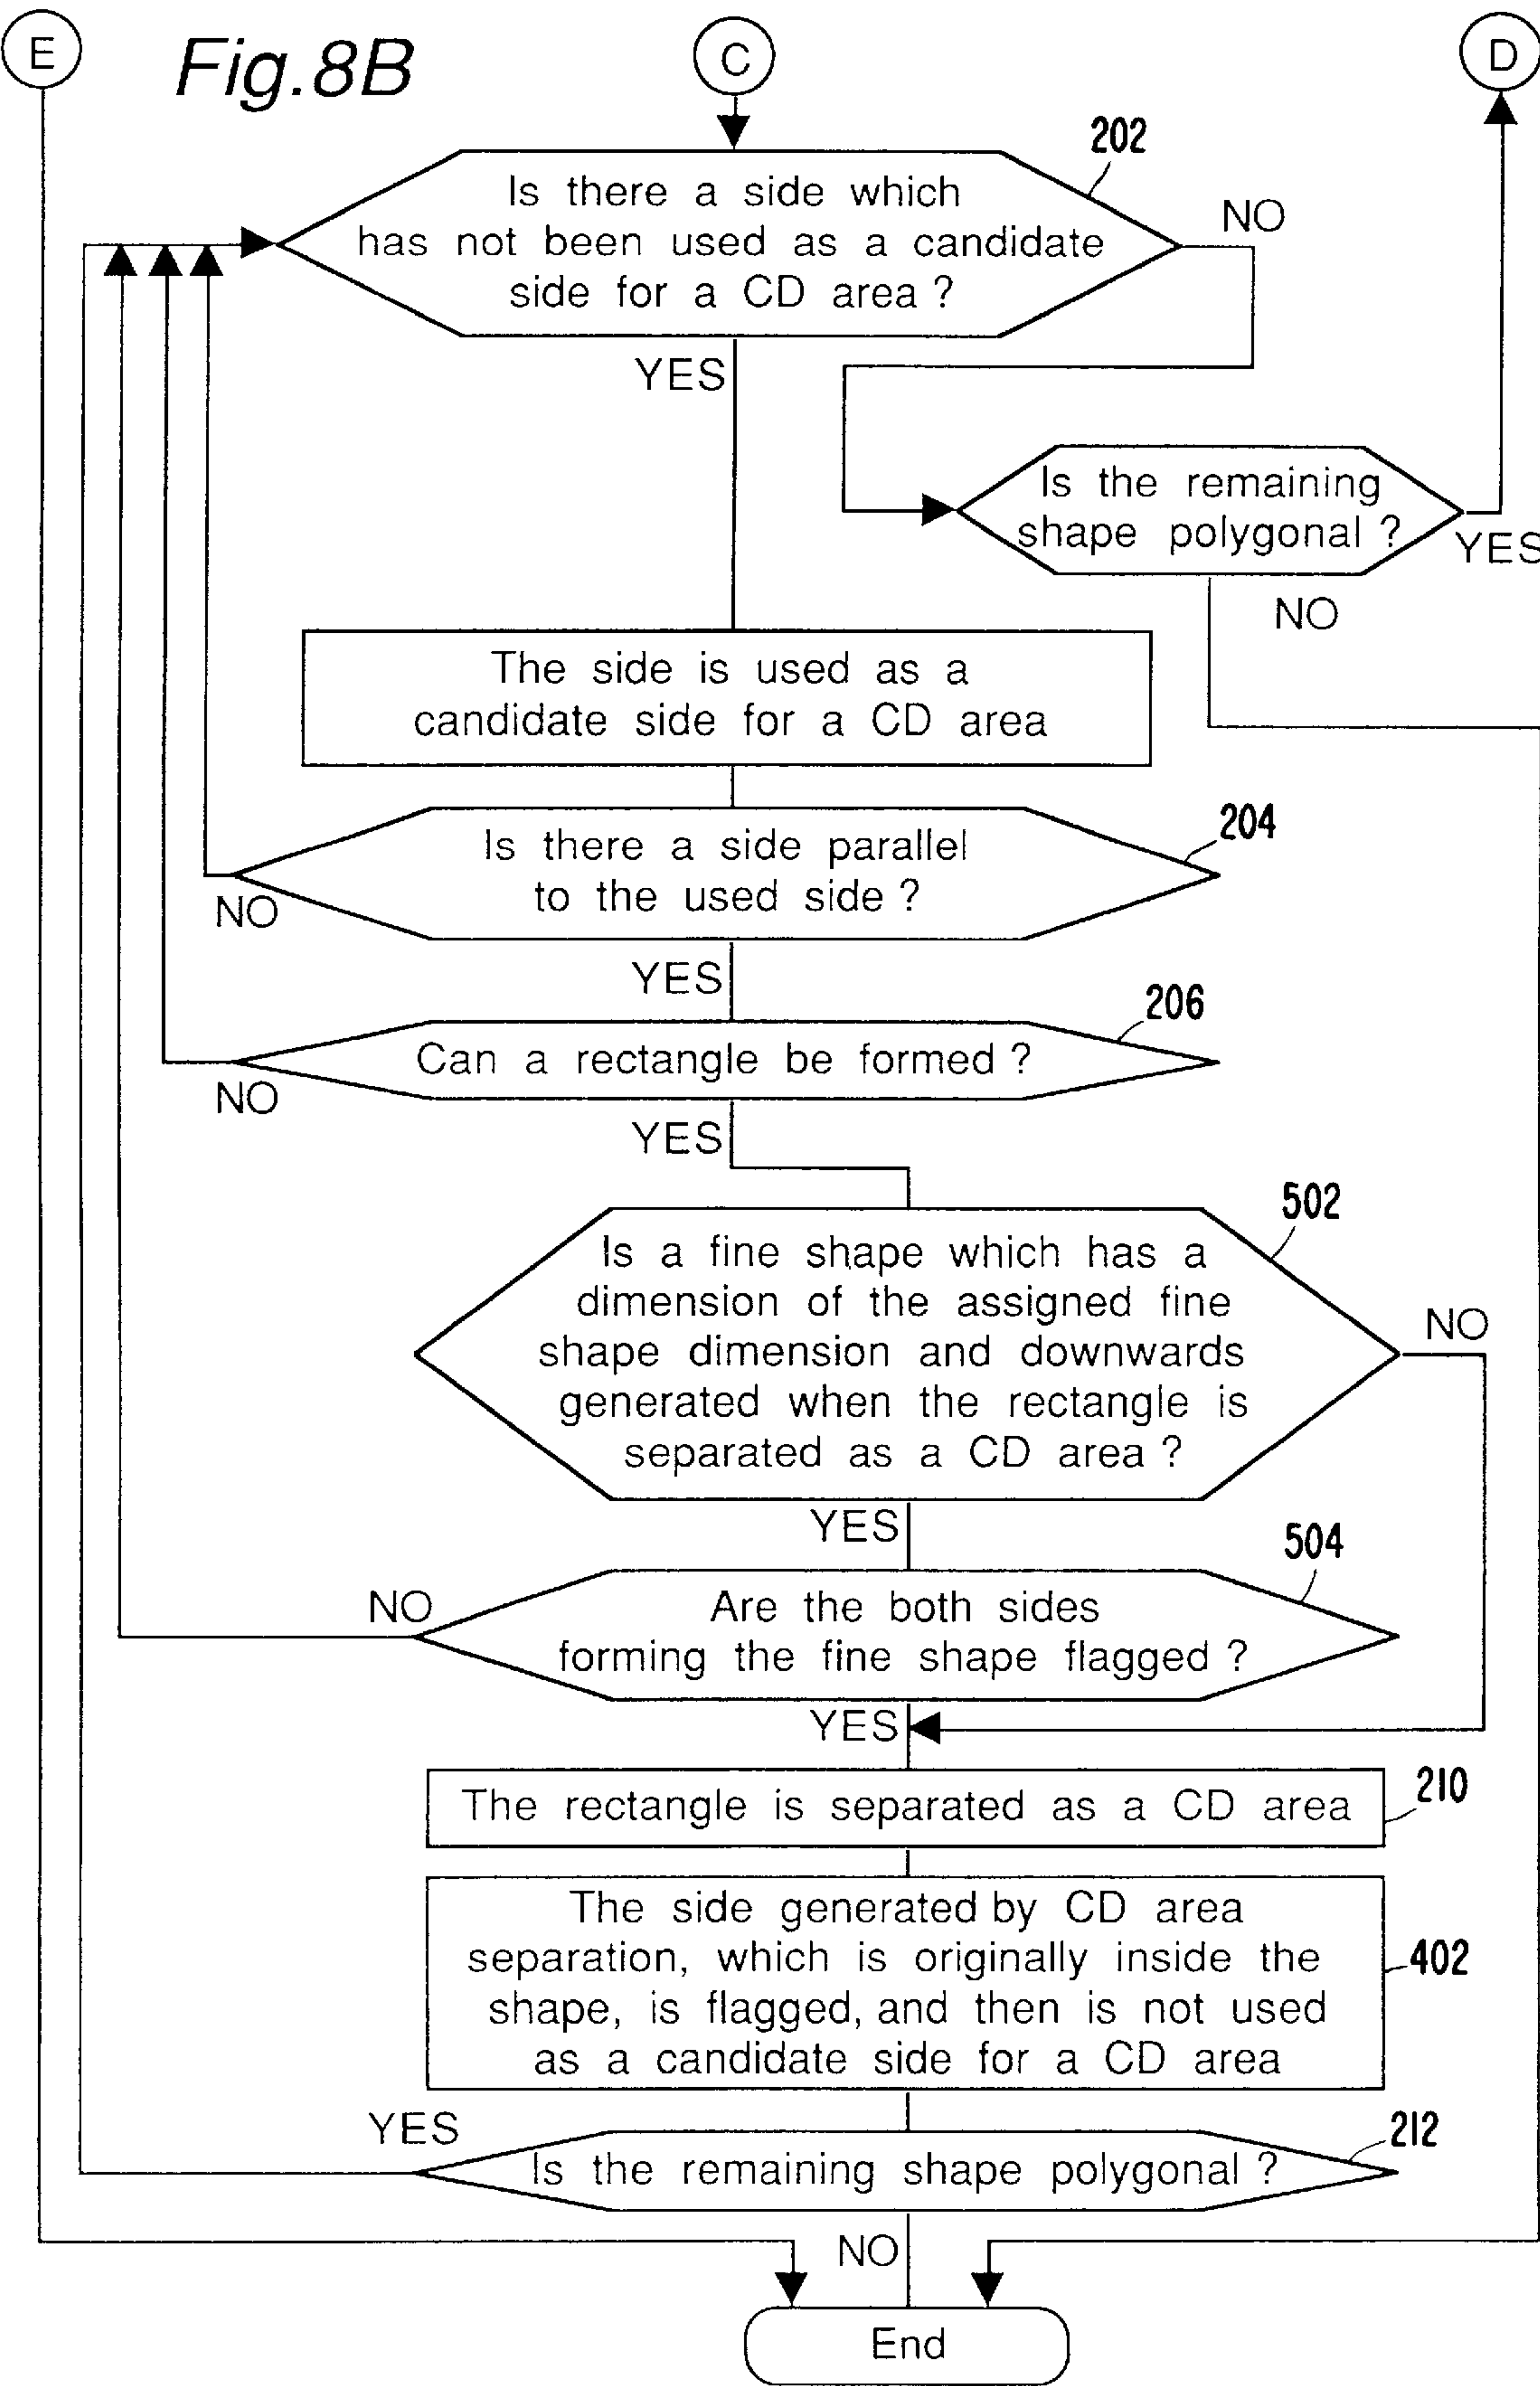 E
Fig.8B
C
D
202
Is there a side which
has not been used as a candidate
side for a CD area ?
NO
YES
Is the remaining
shape polygonal ?
YES
NO
The side is used as a
candidate side for a CD area
204
Is there a side parallel
to the used side ?
NO
YES
206
Can a rectangle be formed ?
NO
YES
502
Is a fine shape which has a
dimension of the assigned fine
shape dimension and downwards
generated when the rectangle is
separated as a CD area ?
NO
YES
504
Are the both sides
forming the fine shape flagged ?
NO
YES
210
The rectangle is separated as a CD area
The side generated by CD area
separation, which is originally inside the
shape, is flagged, and then is not used
as a candidate side for a CD area
402
YES
212
Is the remaining shape polygonal ?
NO
End